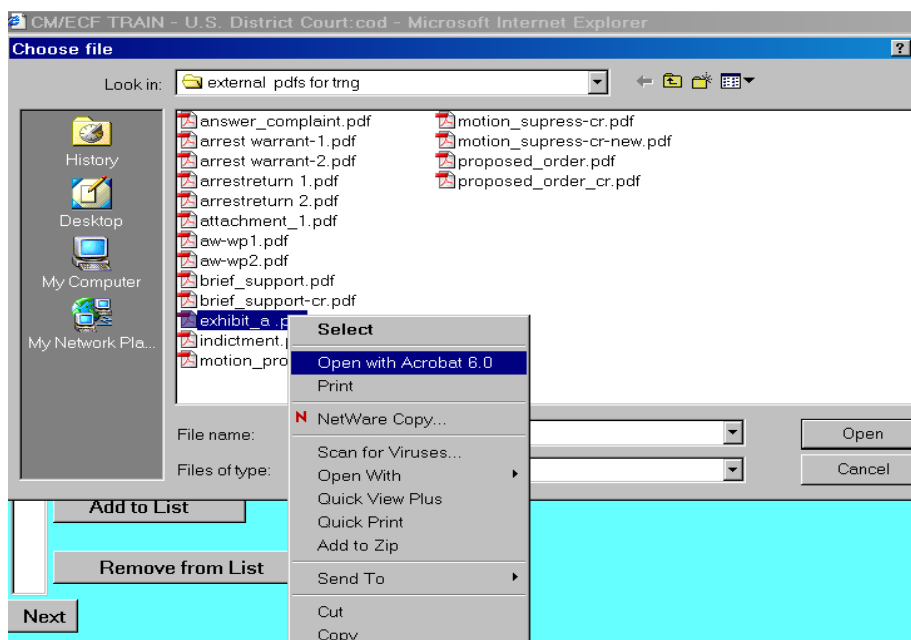 CM/ECF TRAIN - U.S. District Court:cod - Microsoft Internet Explorer
Choose file
?
Look in:
external pdfs for trng
History
Desktop
My Computer
My Network Pla...
answer_complaint.pdf
arrest warrant-1.pdf
arrest warrant-2.pdf
arrestreturn 1.pdf
arrestreturn 2.pdf
attachment_1.pdf
aw-wp1.pdf
aw-wp2.pdf
brief_support.pdf
brief_support-cr.pdf
exhibit_a .p
indictment.
motion_pro
motion_supress-cr.pdf
motion_supress-cr-new.pdf
proposed_order.pdf
proposed_order_cr.pdf
Select
Open with Acrobat 6.0
Print
N NetWare Copy...
Scan for Viruses...
Open With
Quick View Plus
Quick Print
Add to Zip
Send To
Cut
Copy
File name:
Files of type:
Open
Cancel
Add to List
Remove from List
Next